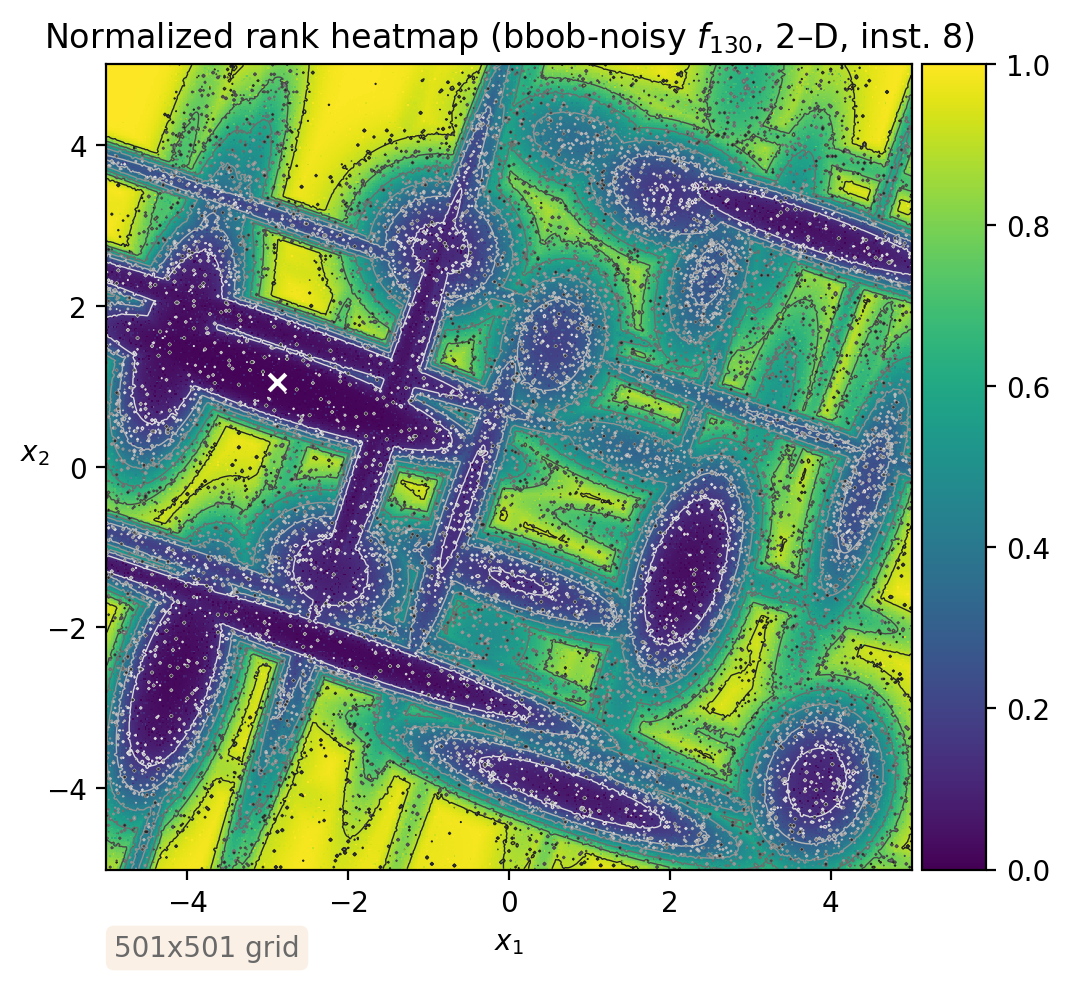 Normalized rank heatmap (bbob-noisy f₁₃₀, 2–D, inst. 8)
1.0
0.8
0.6
0.4
0.2
0.0
4
2
0
−2
−4
x₂
−4 −2 0 2 4
x₁
501x501 grid